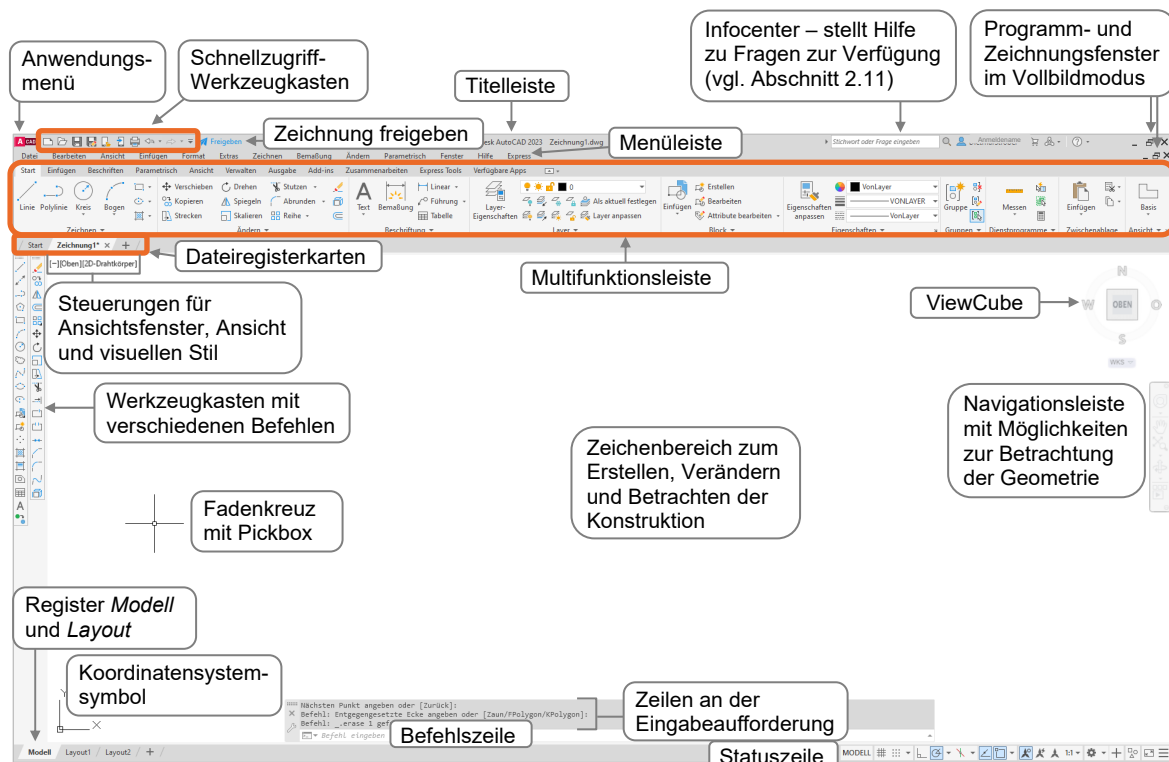 Anwendungs-
menü
Schnellzugriff-
Werkzeugkasten
Titelleiste
Infocenter – stellt Hilfe
zu Fragen zur Verfügung
(vgl. Abschnitt 2.11)
Programm- und
Zeichnungsfenster
im Vollbildmodus
A CAD
Freigeben
Zeichnung freigeben
AutoCAD 2023 Zeichnung1.dwg
Menüleiste
Stichwort oder Frage eingeben
Anmeldename
Datei Bearbeiten Ansicht Einfügen Format Extras Zeichnen Bemaßung Ändern Parametrisch Fenster Hilfe Express
Start Einfügen Beschriften Parametrisch Ansicht Verwalten Ausgabe Add-ins Zusammenarbeiten Express Tools Verfügbare Apps
Verschieben Drehen Stutzen Linear 0 Erstellen VonLayer
Kopieren Spiegeln Abrunden Führung Als aktuell festlegen Bearbeiten VONLAYER
Linie Polylinie Kreis Bogen Text Bemaßung Layer-
Eigenschaften Einfügen Eigenschaften
anpassen Gruppe Messen Einfügen Basis
Strecken Skalieren Reihe Tabelle Layer anpassen Attribute bearbeiten VonLayer
Zeichnen Ändern Beschriftung Layer Block Eigenschaften Gruppen Dienstprogramme Zwischenablage Ansicht
Start Zeichnung1* × +
Dateiregisterkarten
Multifunktionsleiste
[−][Oben][2D-Drahtkörper]
Steuerungen für
Ansichtsfenster, Ansicht
und visuellen Stil
ViewCube
N
W OBEN O
S
WKS
Werkzeugkasten mit
verschiedenen Befehlen
Navigationsleiste
mit Möglichkeiten
zur Betrachtung
der Geometrie
Zeichenbereich zum
Erstellen, Verändern
und Betrachten der
Konstruktion
A
Fadenkreuz
mit Pickbox
Register Modell
und Layout
Koordinatensystem-
symbol
Y
X
Nächsten Punkt angeben oder [Zurück]:
Befehl: Entgegengesetzte Ecke angeben oder [Zaun/FPolygon/KPolygon]:
Befehl: _.erase 1
Befehl eingeben
Befehlszeile
Zeilen an der
Eingabeaufforderung
Statuszeile
Modell Layout1 Layout2 +
MODELL 1:1